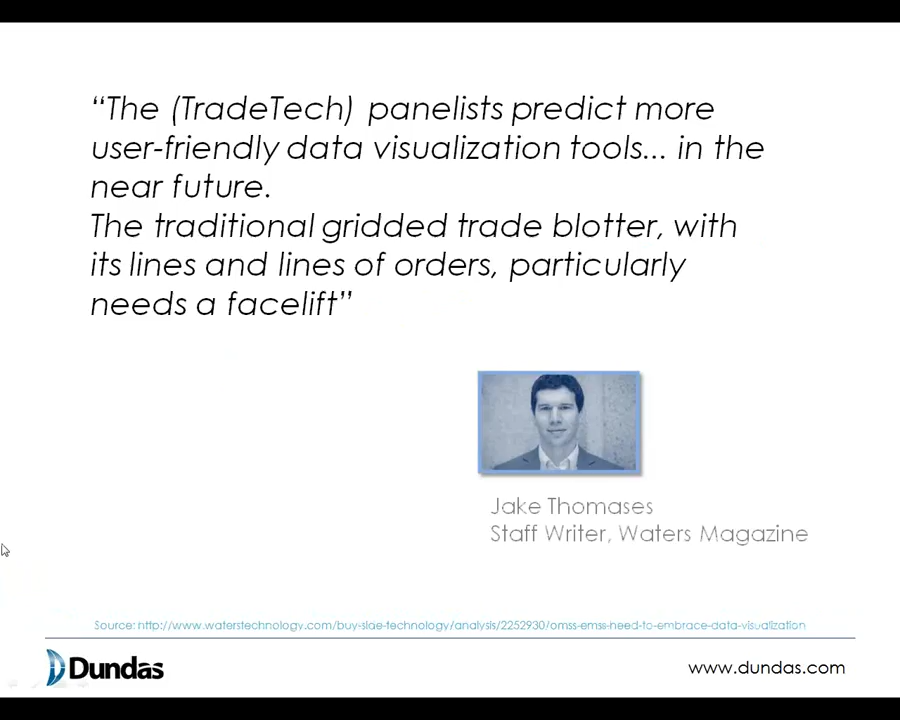 “The (TradeTech) panelists predict more
user-friendly data visualization tools... in the
near future.
The traditional gridded trade blotter, with
its lines and lines of orders, particularly
needs a facelift”
Jake Thomases
Staff Writer, Waters Magazine
Source: http://www.waterstechnology.com/buy-side-technology/analysis/2252930/omss-emss-need-to-embrace-data-visualization
Dundas
www.dundas.com